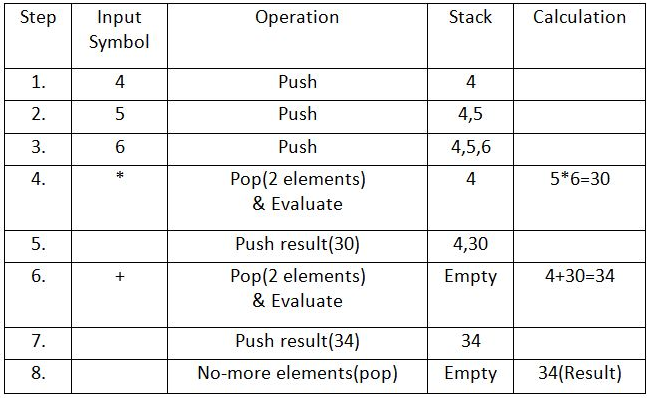 Step Input Symbol Operation Stack Calculation
1. 4 Push 4
2. 5 Push 4,5
3. 6 Push 4,5,6
4. * Pop(2 elements) 4 5*6=30
& Evaluate
5. Push result(30) 4,30
6. + Pop(2 elements) Empty 4+30=34
& Evaluate
7. Push result(34) 34
8. No-more elements(pop) Empty 34(Result)